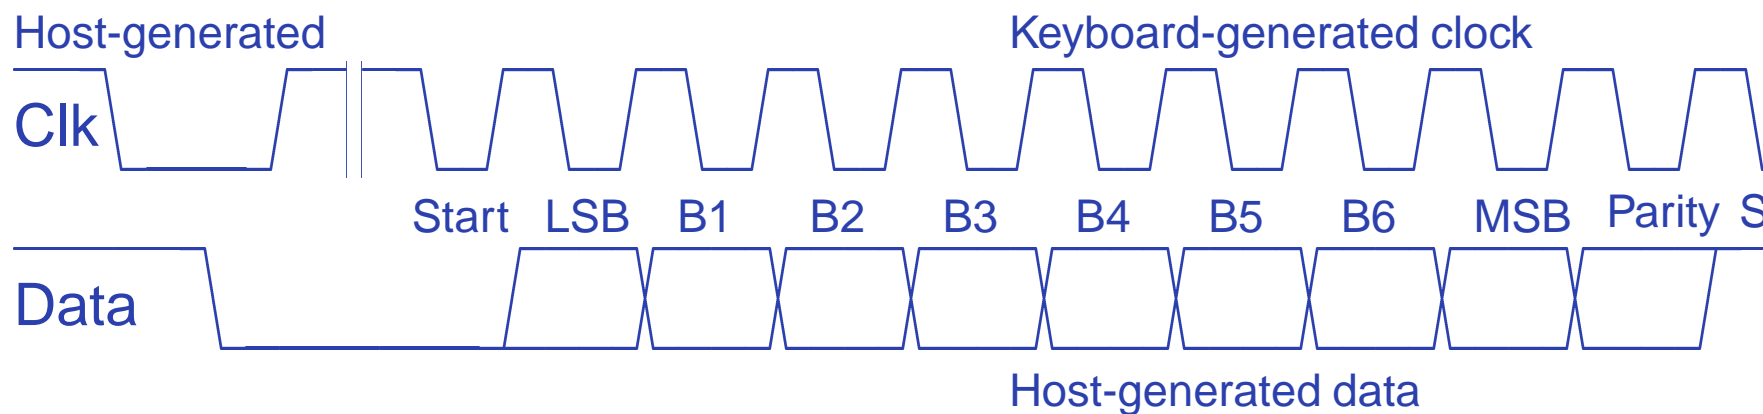 Host-generated Keyboard-generated clock
Clk
Start LSB B1 B2 B3 B4 B5 B6 MSB Parity S
Data
Host-generated data